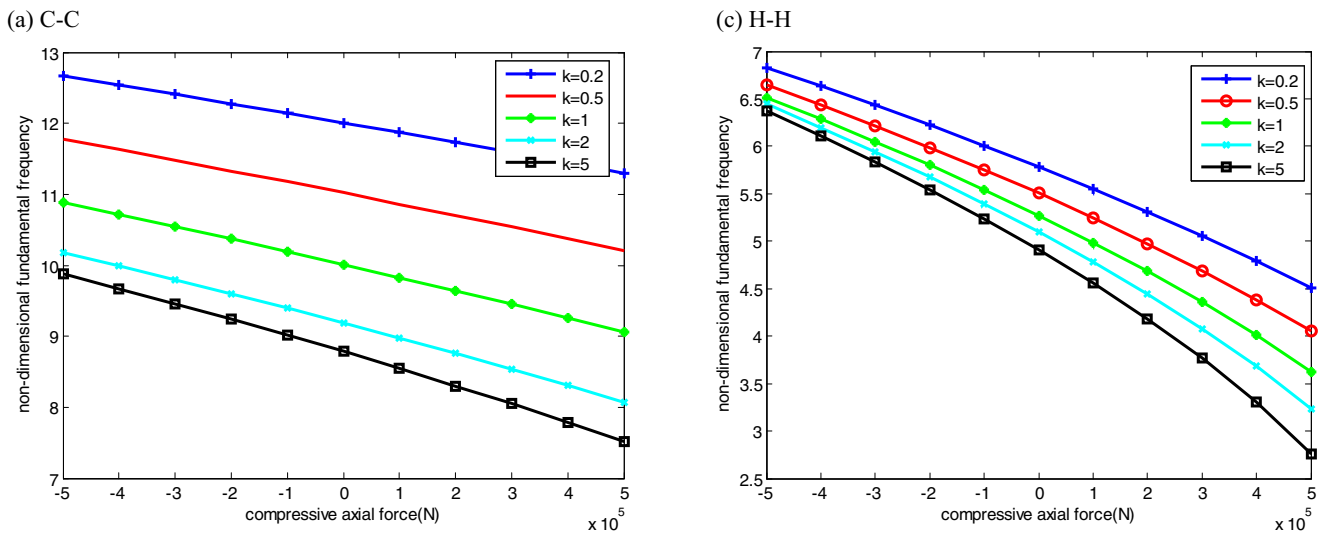 (a) C-C
13
12
11
10
9
8
7
non-dimensional fundamental frequency
k=0.2
k=0.5
k=1
k=2
k=5
-5 -4 -3 -2 -1 0 1 2 3 4 5
compressive axial force(N)
x 10^5
(c) H-H
7
6.5
6
5.5
5
4.5
4
3.5
3
2.5
non-dimensional fundamental frequency
k=0.2
k=0.5
k=1
k=2
k=5
-5 -4 -3 -2 -1 0 1 2 3 4 5
compressive axial force(N)
x 10^5